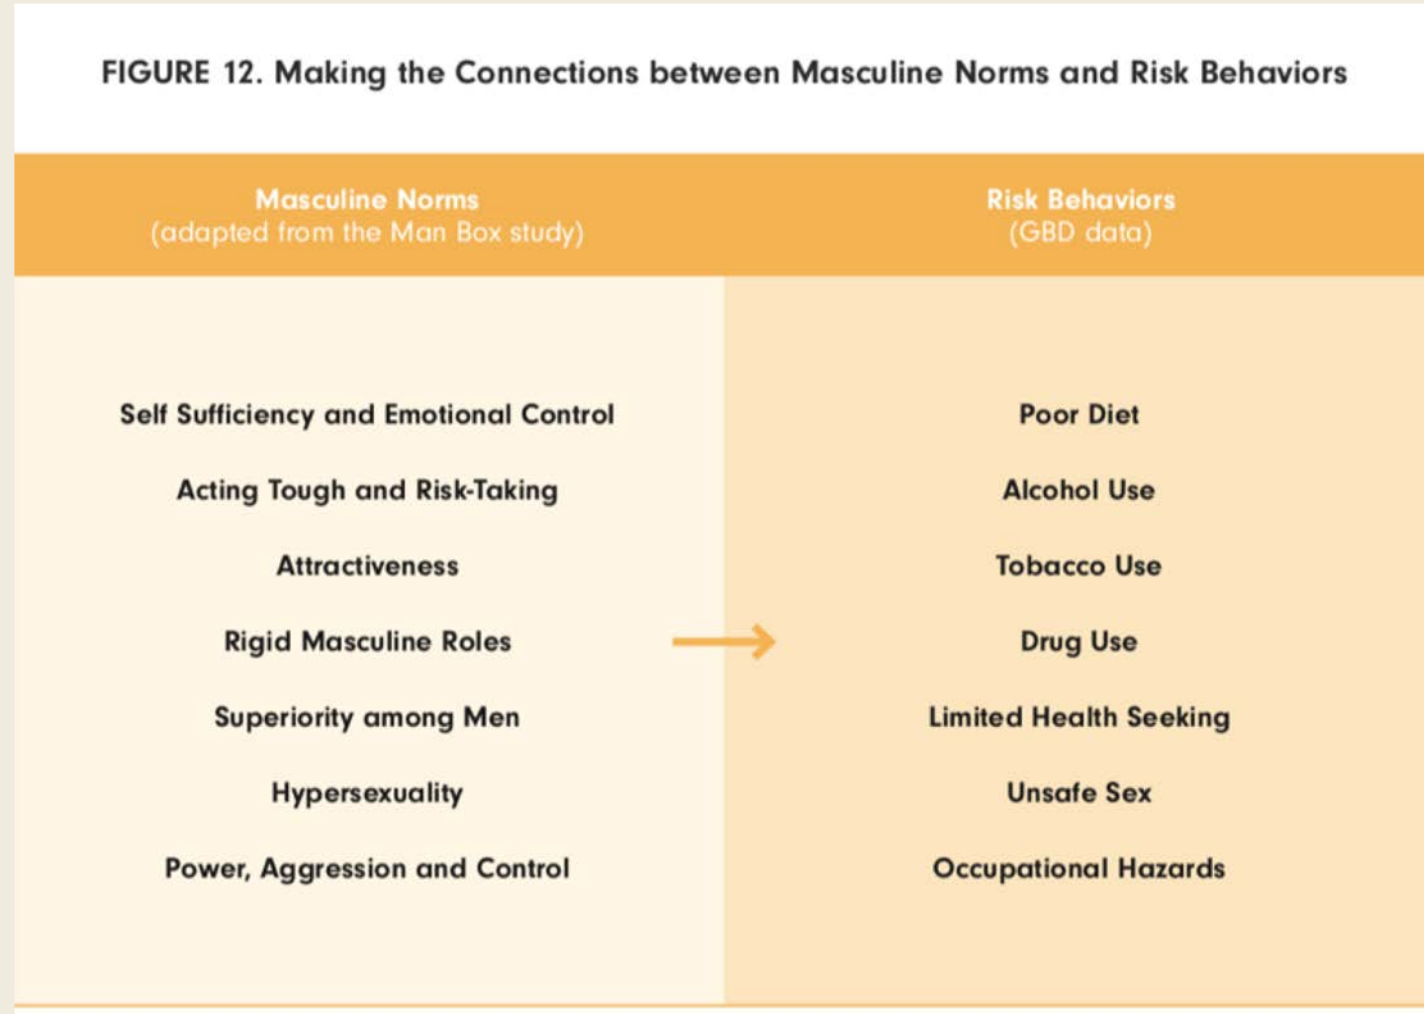 FIGURE 12. Making the Connections between Masculine Norms and Risk Behaviors
Masculine Norms
(adapted from the Man Box study)
Risk Behaviors
(GBD data)
Self Sufficiency and Emotional Control
Acting Tough and Risk-Taking
Attractiveness
Rigid Masculine Roles
Superiority among Men
Hypersexuality
Power, Aggression and Control
Poor Diet
Alcohol Use
Tobacco Use
Drug Use
Limited Health Seeking
Unsafe Sex
Occupational Hazards